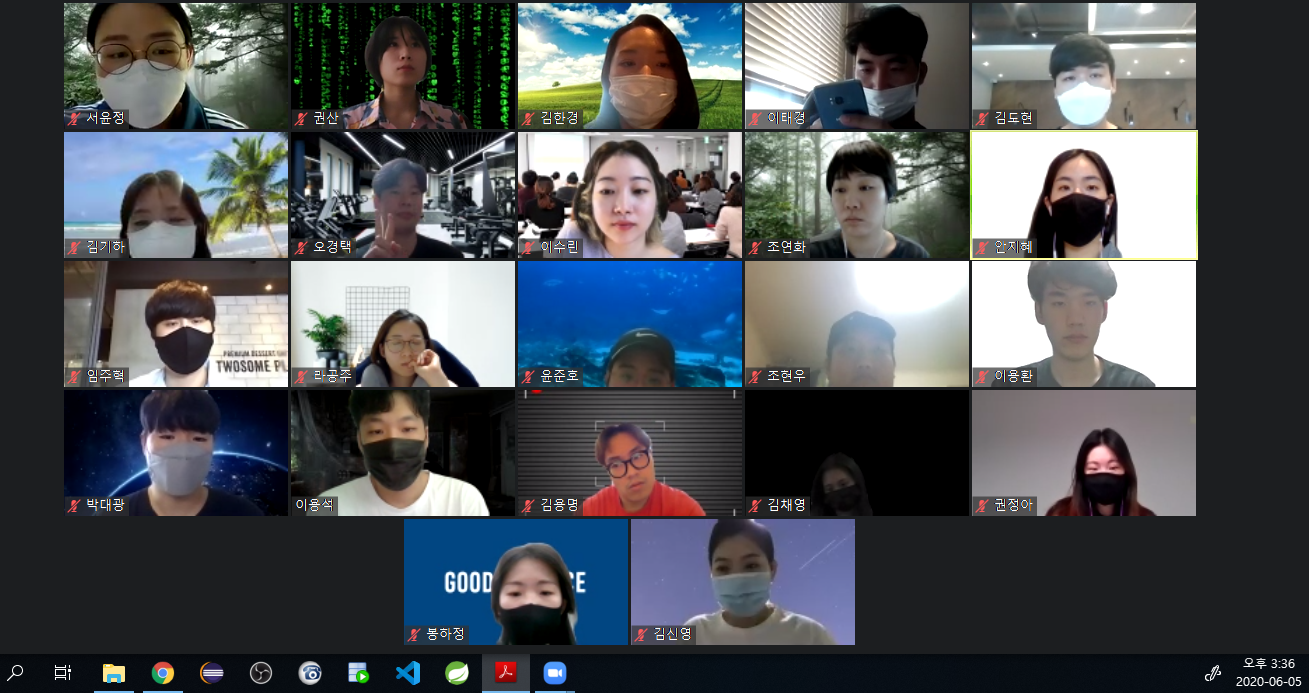 서윤정
권산
김한경
이태경
김도현
김기하
오경택
이수린
조연화
안지혜
PREMIUM DESSERT
TWOSOME PL
임주혁
라공주
윤준호
조현우
이용환
박대광
이용석
김용명
김채영
권정아
GOOD CE
봉하정
김신영
오후 3:36
2020-06-05